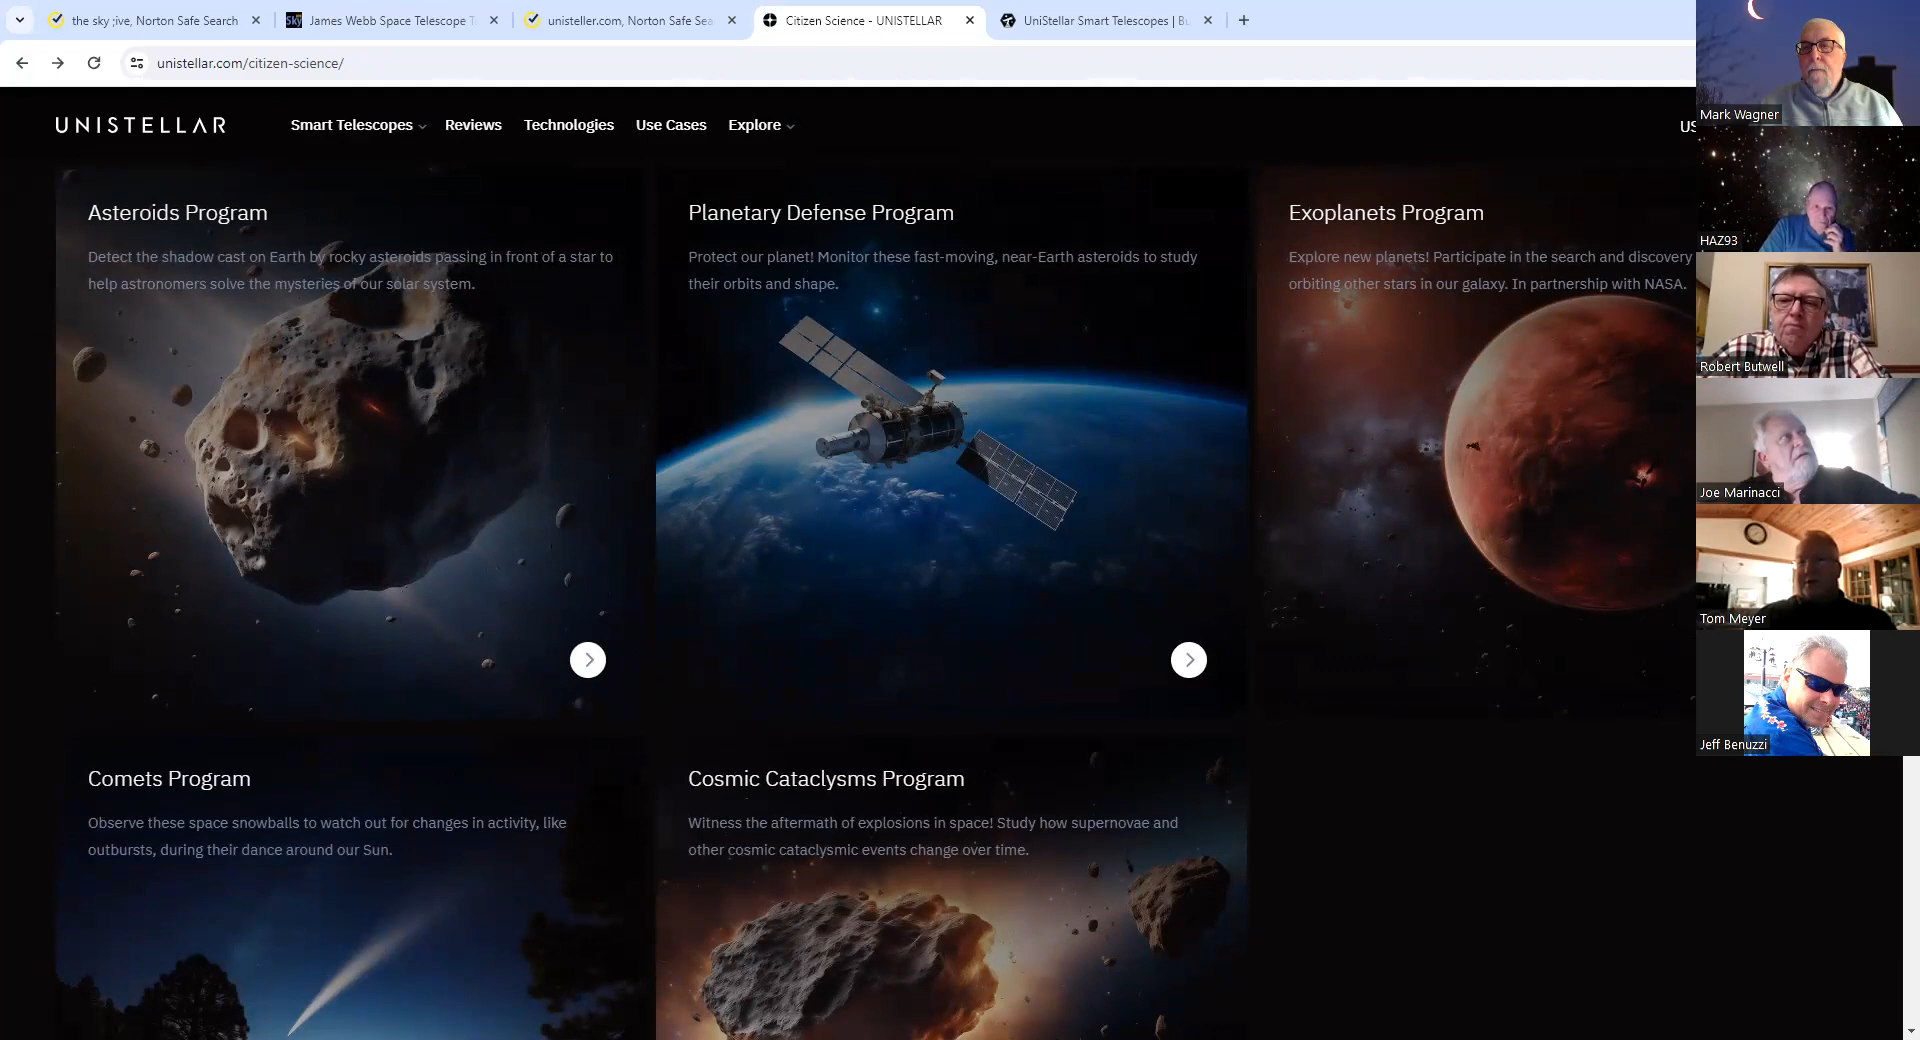 the sky ;ive, Norton Safe Search
James Webb Space Telescope
unisteller.com, Norton Safe Sea
Citizen Science - UNISTELLAR
UniStellar Smart Telescopes | Bu
unistellar.com/citizen-science/
UNISTELLAR
Smart Telescopes
Reviews
Technologies
Use Cases
Explore
US
Asteroids Program
Detect the shadow cast on Earth by rocky asteroids passing in front of a star to
help astronomers solve the mysteries of our solar system.
Planetary Defense Program
Protect our planet! Monitor these fast-moving, near-Earth asteroids to study
their orbits and shape.
Exoplanets Program
Explore new planets! Participate in the search and discovery
orbiting other stars in our galaxy. In partnership with NASA.
Comets Program
Observe these space snowballs to watch out for changes in activity, like
outbursts, during their dance around our Sun.
Cosmic Cataclysms Program
Witness the aftermath of explosions in space! Study how supernovae and
other cosmic cataclysmic events change over time.
Mark Wagner
HAZ93
Robert Butwell
Joe Marinacci
Tom Meyer
Jeff Benuzzi